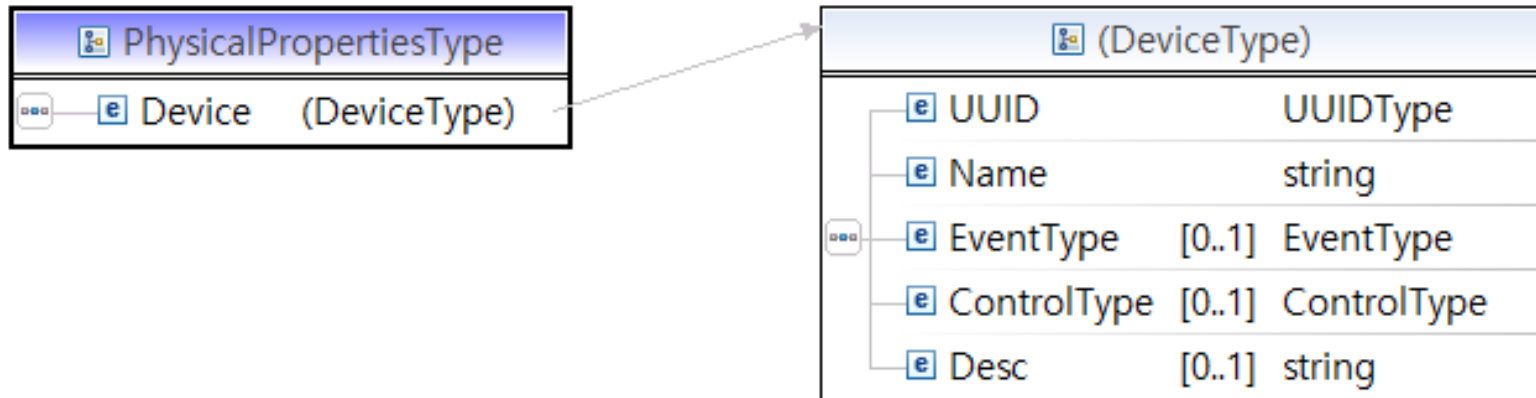 PhysicalPropertiesType
e Device (DeviceType)
(DeviceType)
e UUID UUIDType
e Name string
e EventType [0..1] EventType
e ControlType [0..1] ControlType
e Desc [0..1] string